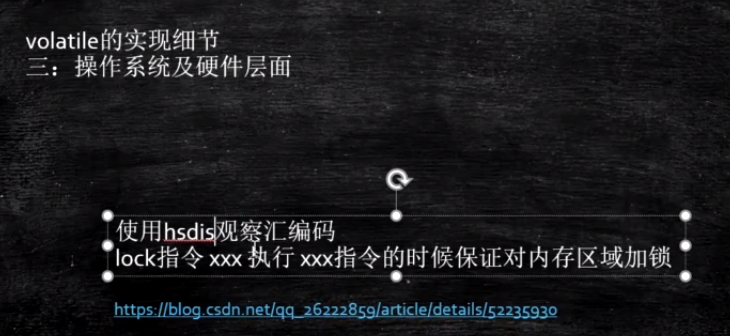 volatile的实现细节
三：操作系统及硬件层面
使用hsdis观察汇编码
lock指令 xxx 执行 xxx指令的时候保证对内存区域加锁
https://blog.csdn.net/qq_26222859/article/details/52235930